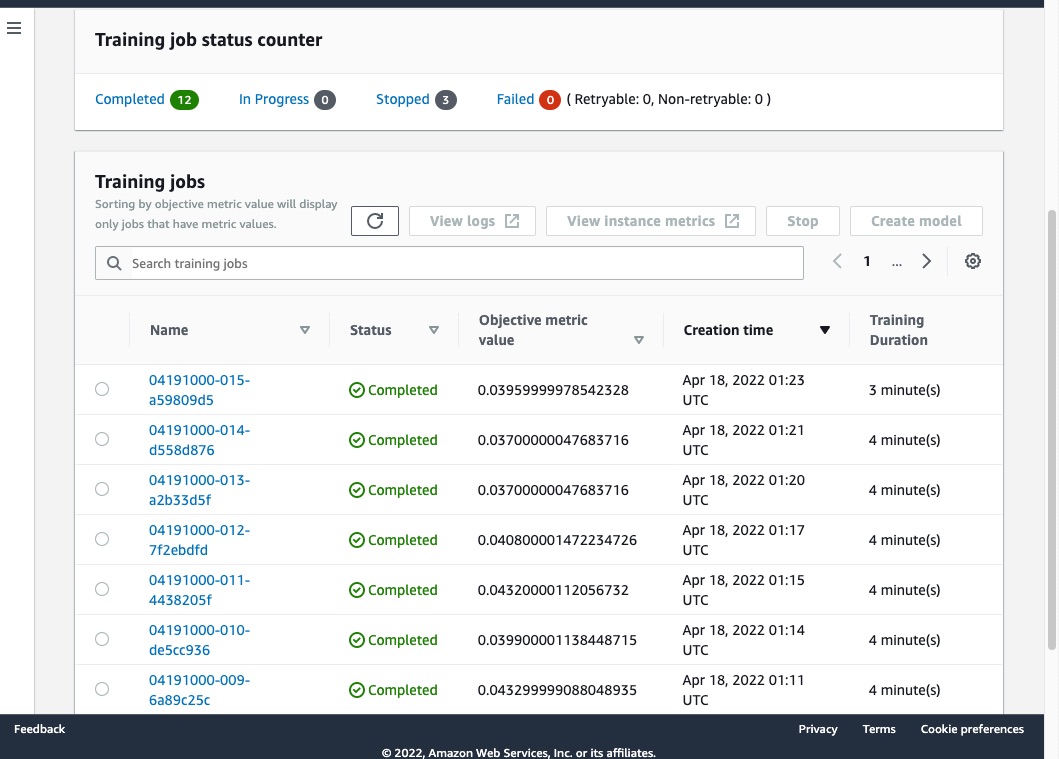 Training job status counter
Completed 12 In Progress 0 Stopped 3 Failed 0 ( Retryable: 0, Non-retryable: 0 )
Training jobs
Sorting by objective metric value will display
only jobs that have metric values.
View logs View instance metrics Stop Create model
Search training jobs
1 ...
Name Status Objective metric value Creation time Training Duration
04191000-015-
a59809d5
Completed 0.03959999978542328 Apr 18, 2022 01:23
UTC
3 minute(s)
04191000-014-
d558d876
Completed 0.03700000047683716 Apr 18, 2022 01:21
UTC
4 minute(s)
04191000-013-
a2b33d5f
Completed 0.03700000047683716 Apr 18, 2022 01:20
UTC
4 minute(s)
04191000-012-
7f2ebdfd
Completed 0.040800001472234726 Apr 18, 2022 01:17
UTC
4 minute(s)
04191000-011-
4438205f
Completed 0.04320000112056732 Apr 18, 2022 01:15
UTC
4 minute(s)
04191000-010-
de5cc936
Completed 0.039900001138448715 Apr 18, 2022 01:14
UTC
4 minute(s)
04191000-009-
6a89c25c
Completed 0.043299999088048935 Apr 18, 2022 01:11
UTC
4 minute(s)
Feedback Privacy Terms Cookie preferences
© 2022, Amazon Web Services, Inc. or its affiliates.